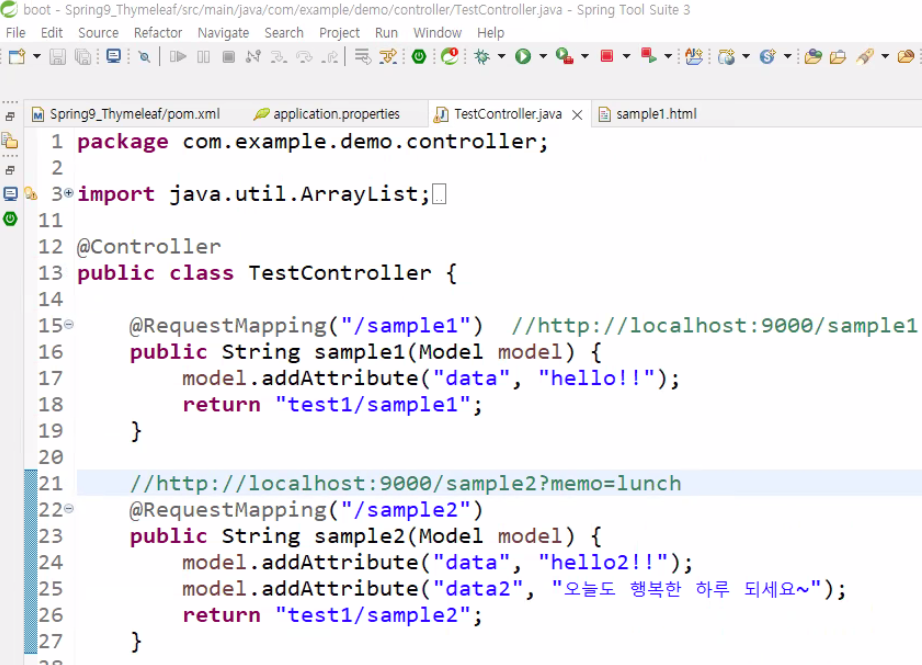 boot - Spring9_Thymeleaf/src/main/java/com/example/demo/controller/TestController.java - Spring Tool Suite 3
File Edit Source Refactor Navigate Search Project Run Window Help
Spring9_Thymeleaf/pom.xml application.properties TestController.java sample1.html
1 package com.example.demo.controller;
2
3 import java.util.ArrayList;
11
12 @Controller
13 public class TestController {
14
15 @RequestMapping("/sample1") //http://localhost:9000/sample1
16 public String sample1(Model model) {
17 model.addAttribute("data", "hello!!");
18 return "test1/sample1";
19 }
20
21 //http://localhost:9000/sample2?memo=lunch
22 @RequestMapping("/sample2")
23 public String sample2(Model model) {
24 model.addAttribute("data", "hello2!!");
25 model.addAttribute("data2", "오늘도 행복한 하루 되세요~");
26 return "test1/sample2";
27 }